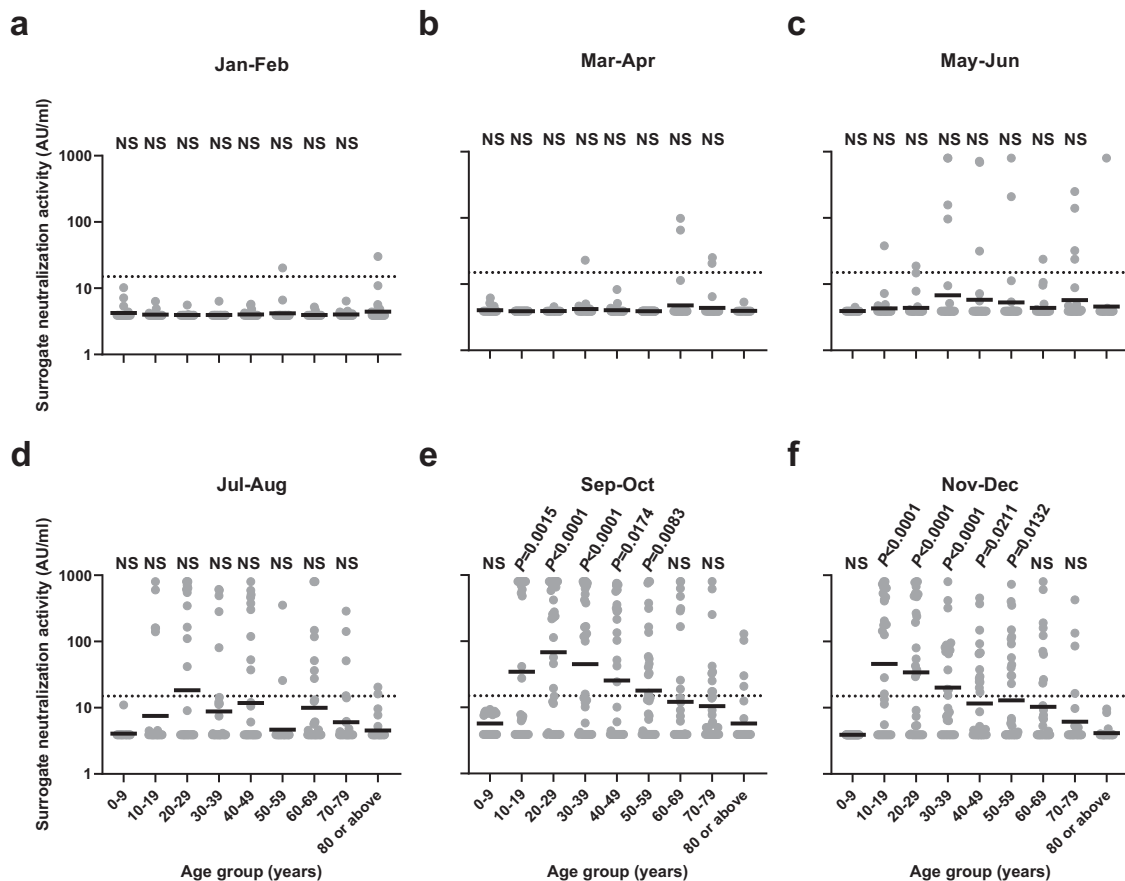 a
b
c
Jan-Feb
Mar-Apr
May-Jun
Surrogate neutralization activity (AU/ml)
NS NS NS NS NS NS NS NS
NS NS NS NS NS NS NS NS
NS NS NS NS NS NS NS NS
1000
100
10
1
d
e
f
Jul-Aug
Sep-Oct
Nov-Dec
Surrogate neutralization activity (AU/ml)
NS NS NS NS NS NS NS NS
NS P=0.0015 P<0.0001 P<0.0001 P=0.0174 P=0.0083 NS NS
NS P<0.0001 P<0.0001 P<0.0001 P=0.0211 P=0.0132 NS NS
1000
100
10
1
0-9 10-19 20-29 30-39 40-49 50-59 60-69 70-79 80 or above
0-9 10-19 20-29 30-39 40-49 50-59 60-69 70-79 80 or above
0-9 10-19 20-29 30-39 40-49 50-59 60-69 70-79 80 or above
Age group (years)
Age group (years)
Age group (years)